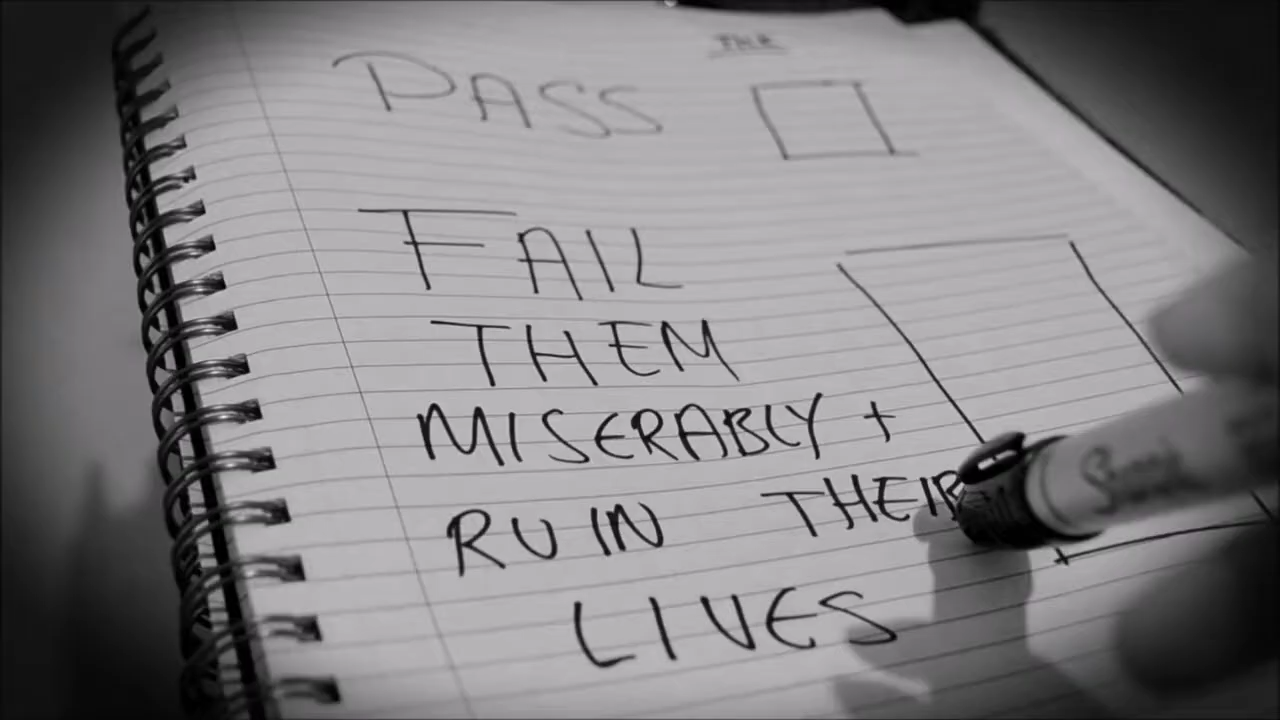 PASS
FAIL
THEM
MISERABLY +
RUIN THEIR
LIVES